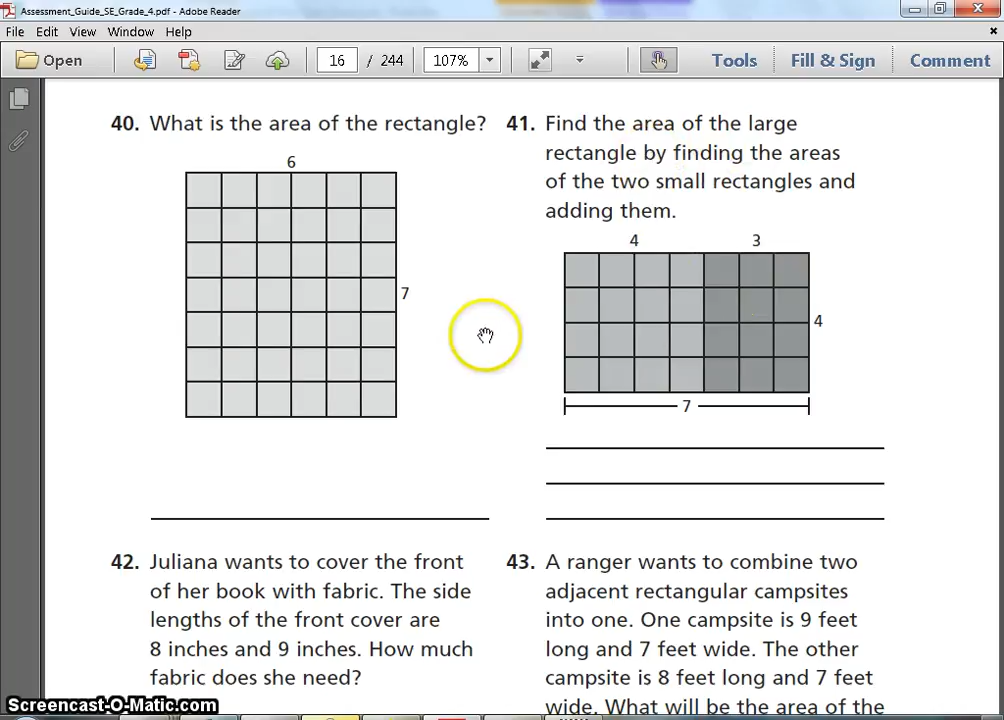 Assessment_Guide_SE_Grade_4.pdf - Adobe Reader
File Edit View Window Help
Open 16 / 244 107% Tools Fill & Sign Comment
40. What is the area of the rectangle?
6
7
41. Find the area of the large
rectangle by finding the areas
of the two small rectangles and
adding them.
4 3
4
7
42. Juliana wants to cover the front
of her book with fabric. The side
lengths of the front cover are
8 inches and 9 inches. How much
fabric does she need?
43. A ranger wants to combine two
adjacent rectangular campsites
into one. One campsite is 9 feet
long and 7 feet wide. The other
campsite is 8 feet long and 7 feet
wide. What will be the area of the
Screencast-O-Matic.com